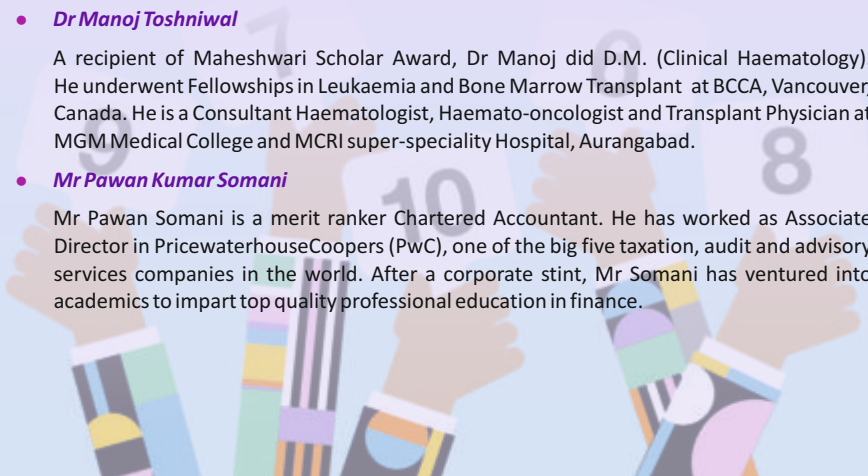 7
6
9
8
10
• Dr Manoj Toshniwal
A recipient of Maheshwari Scholar Award, Dr Manoj did D.M. (Clinical Haematology)
He underwent Fellowships in Leukaemia and Bone Marrow Transplant at BCCA, Vancouver,
Canada. He is a Consultant Haematologist, Haemato-oncologist and Transplant Physician at
MGM Medical College and MCRI super-speciality Hospital, Aurangabad.
• Mr Pawan Kumar Somani
Mr Pawan Somani is a merit ranker Chartered Accountant. He has worked as Associate
Director in PricewaterhouseCoopers (PwC), one of the big five taxation, audit and advisory
services companies in the world. After a corporate stint, Mr Somani has ventured into
academics to impart top quality professional education in finance.